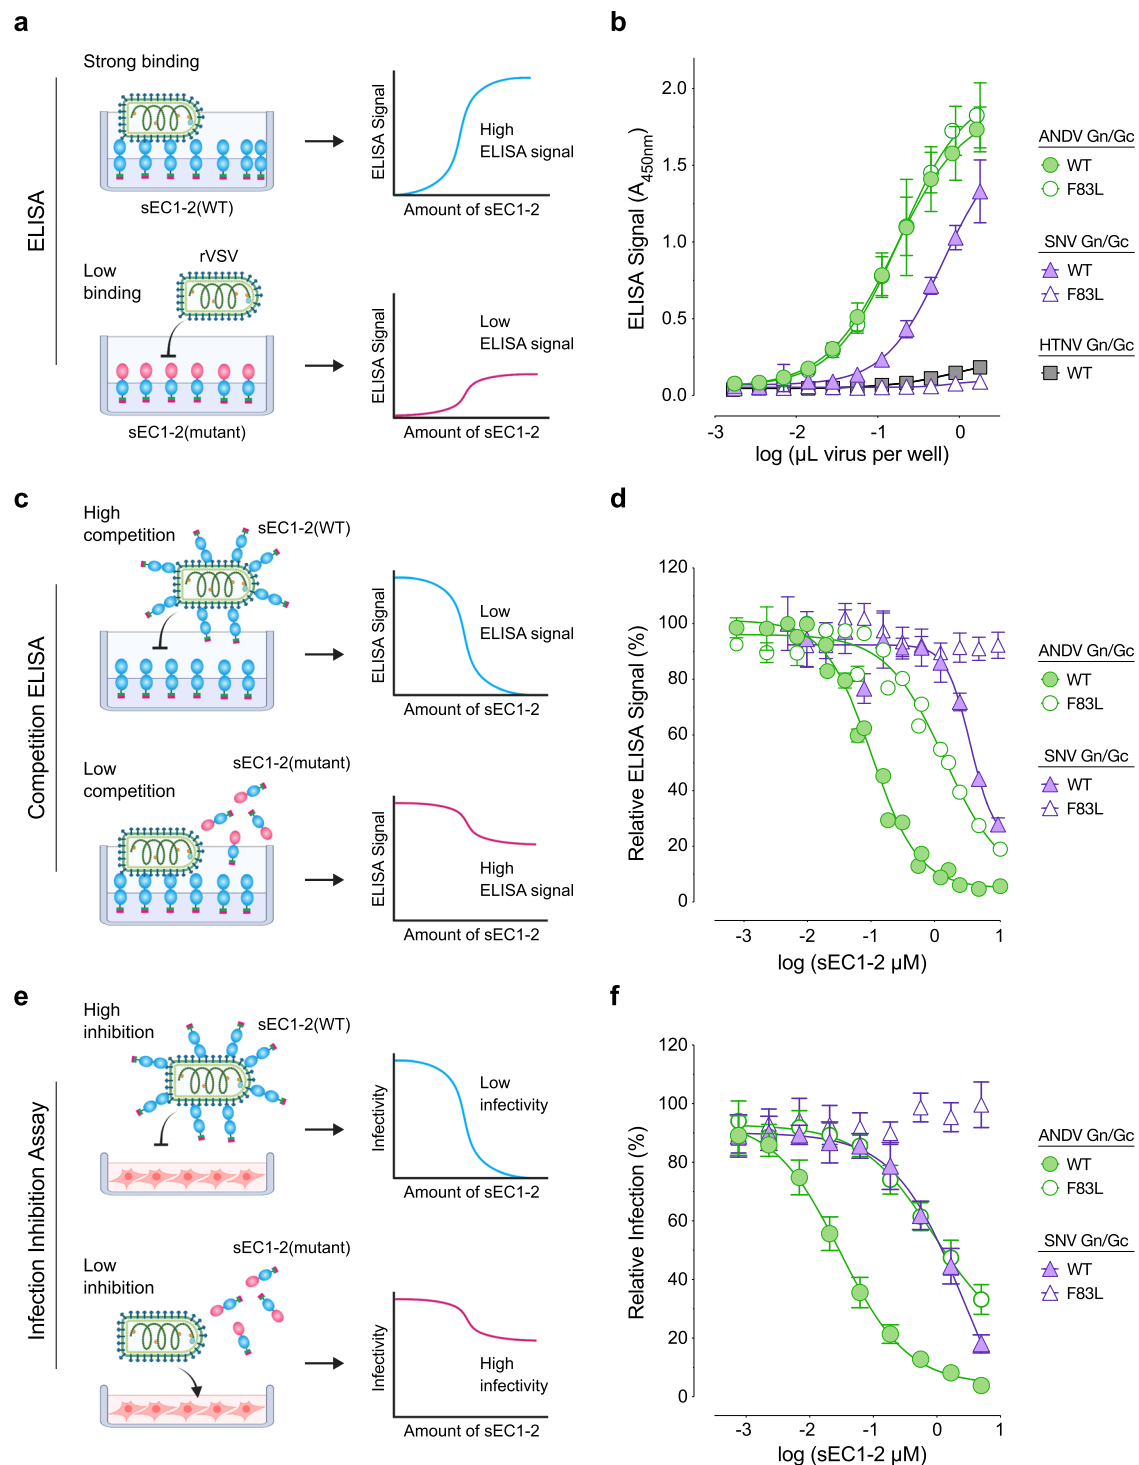 a
ELISA
Strong binding
sEC1-2(WT)
ELISA Signal
High
ELISA signal
Amount of sEC1-2
Low
binding
rVSV
sEC1-2(mutant)
ELISA Signal
Low
ELISA signal
Amount of sEC1-2
b
ELISA Signal (A450nm)
2.0
1.5
1.0
0.5
0.0
-3 -2 -1 0
log (µL virus per well)
ANDV Gn/Gc
WT
F83L
SNV Gn/Gc
WT
F83L
HTNV Gn/Gc
WT
c
Competition ELISA
High
competition
sEC1-2(WT)
ELISA Signal
Low
ELISA signal
Amount of sEC1-2
Low
competition
sEC1-2(mutant)
ELISA Signal
High
ELISA signal
Amount of sEC1-2
d
Relative ELISA Signal (%)
120
100
80
60
40
20
0
-3 -2 -1 0 1
log (sEC1-2 µM)
ANDV Gn/Gc
WT
F83L
SNV Gn/Gc
WT
F83L
e
Infection Inhibition Assay
High
inhibition
sEC1-2(WT)
Infectivity
Low
infectivity
Amount of sEC1-2
Low
inhibition
sEC1-2(mutant)
Infectivity
High
infectivity
Amount of sEC1-2
f
Relative Infection (%)
120
100
80
60
40
20
0
-3 -2 -1 0 1
log (sEC1-2 µM)
ANDV Gn/Gc
WT
F83L
SNV Gn/Gc
WT
F83L